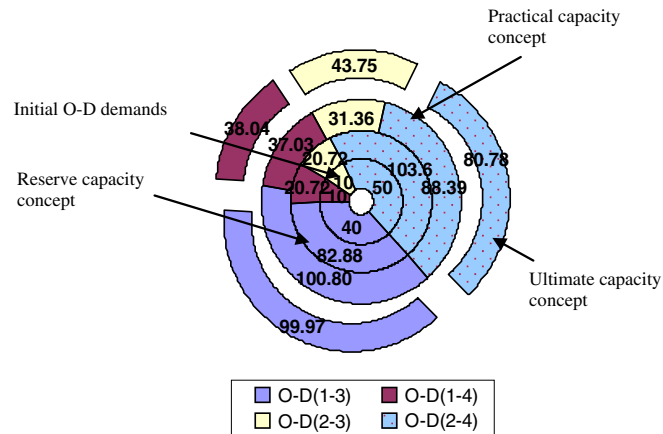 Practical capacity
concept
43.75
Initial O-D demands
38.04
31.36
37.03
20.72
103.6
80.78
Reserve capacity
concept
20.72
10
10
50
88.39
40
82.88
100.80
Ultimate capacity
concept
99.97
O-D(1-3)
O-D(1-4)
O-D(2-3)
O-D(2-4)